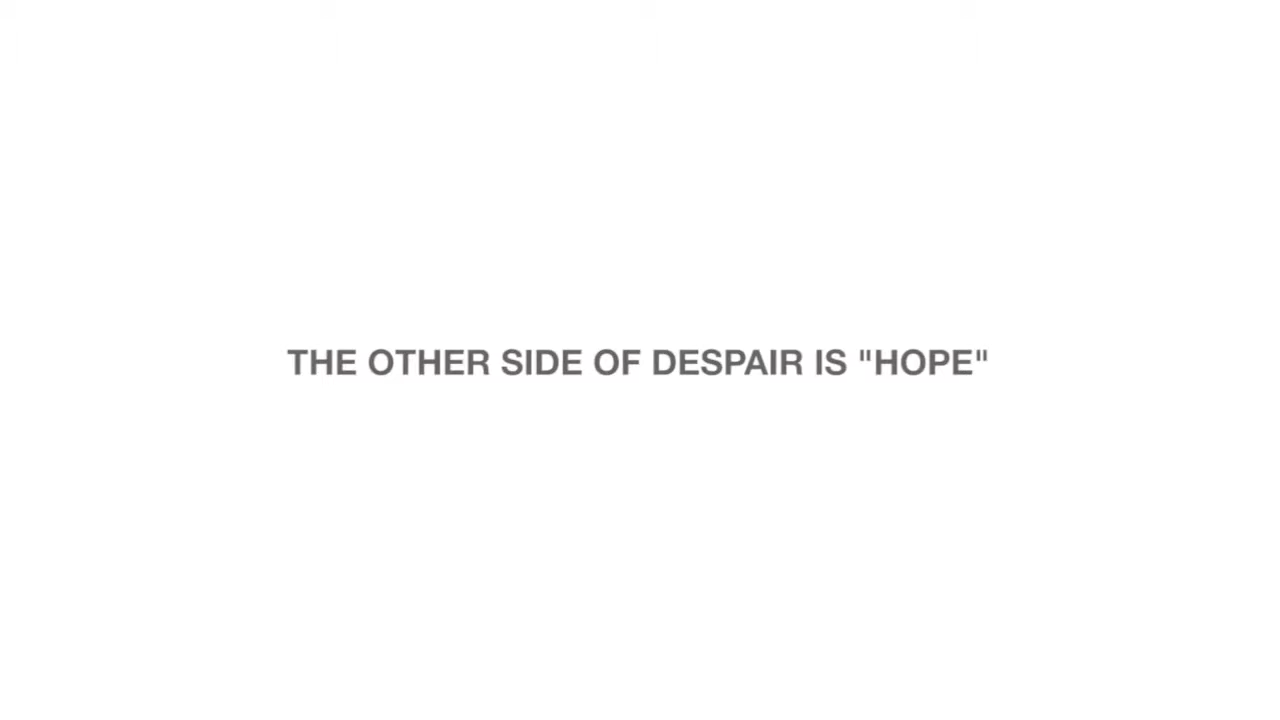 THE OTHER SIDE OF DESPAIR IS "HOPE"